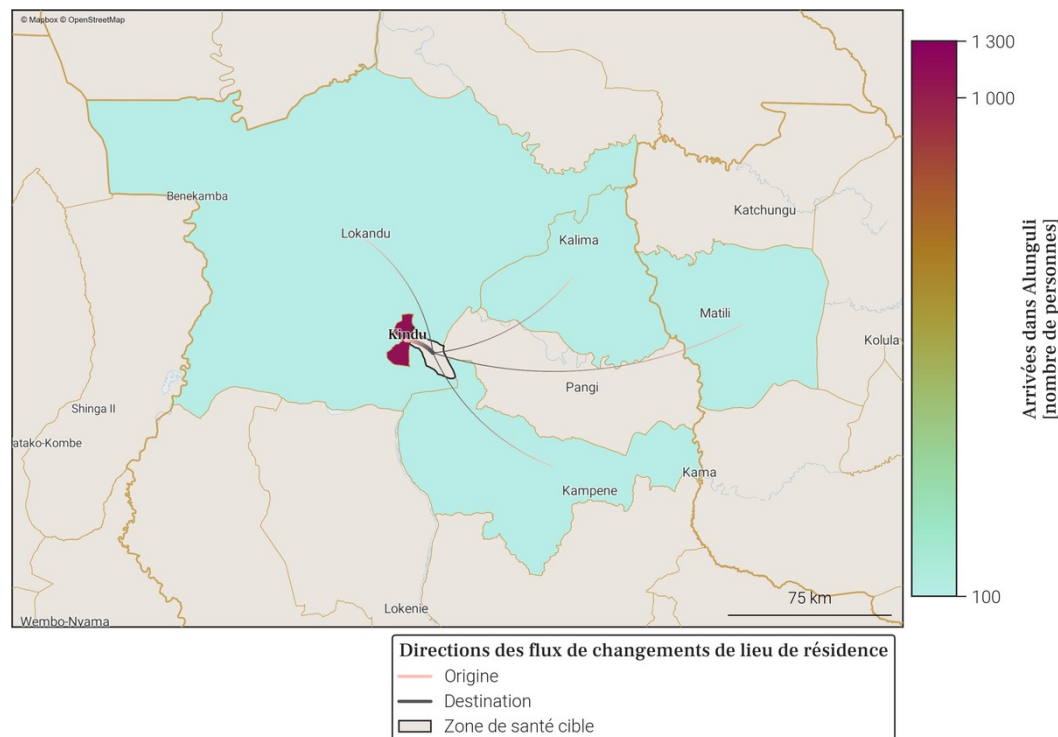 © Mapbox © OpenStreetMap
Benekamba
Katchungu
Lokandu
Kalima
Matili
Kindu
Kolula
Pangi
Shinga II
atako-Kombe
Kama
Kampene
75 km
Lokenie
Wembo-Nyama
1 300
1 000
100
Arrivées dans Alunguli
[nombre de personnes]
Directions des flux de changements de lieu de résidence
Origine
Destination
Zone de santé cible